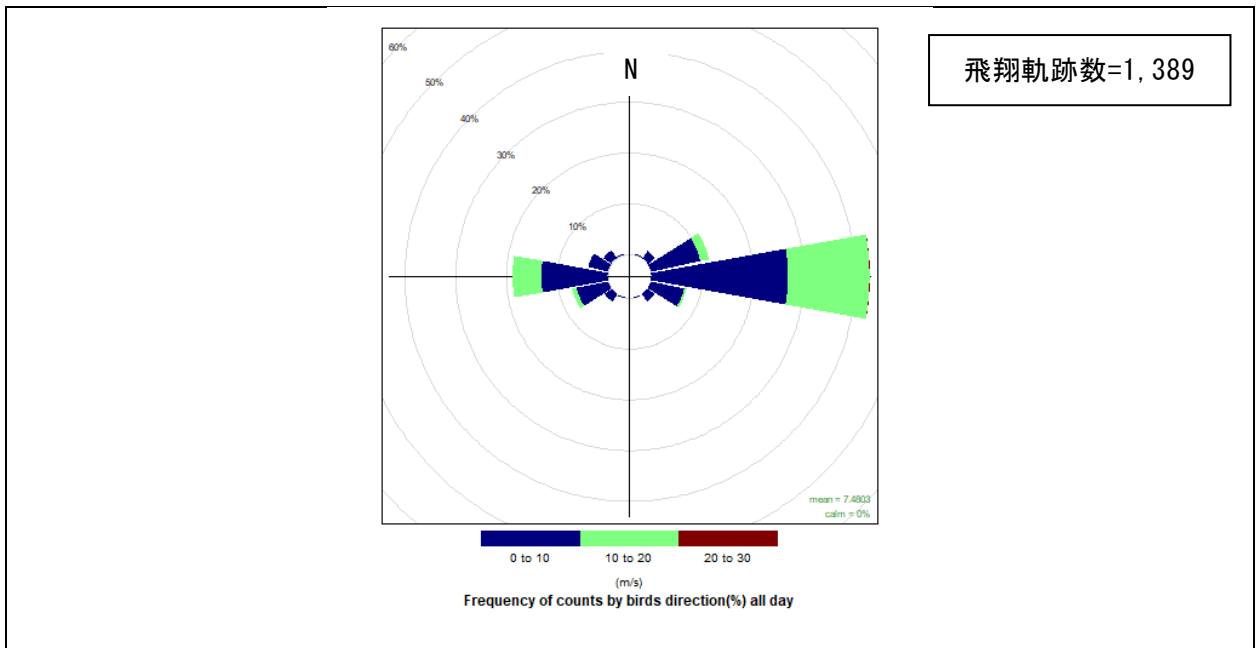 飛翔軌跡数=1,389
N
60%
50%
40%
30%
20%
10%
mean = 7.4803
calm = 0%
0 to 10 10 to 20 20 to 30
(m/s)
Frequency of counts by birds direction(%) all day